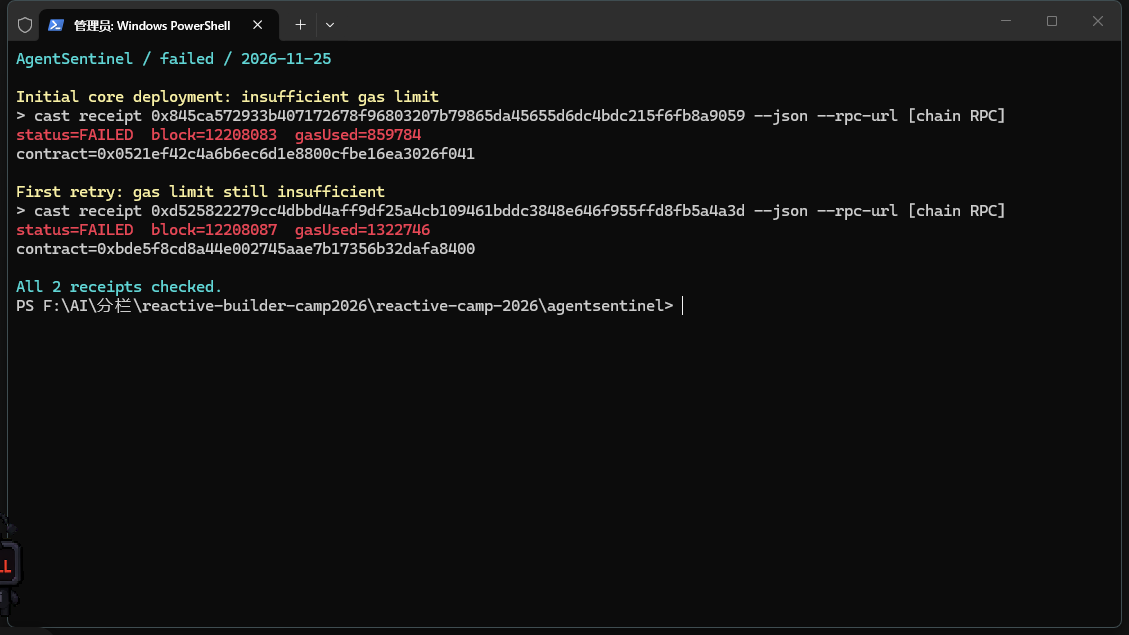 管理员: Windows PowerShell
AgentSentinel / failed / 2026-11-25
Initial core deployment: insufficient gas limit
> cast receipt 0x845ca572933b407172678f96803207b79865da45655d6dc4bdc215f6fb8a9059 --json --rpc-url [chain RPC]
status=FAILED  block=12208083  gasUsed=859784
contract=0x0521ef42c4a6b6ec6d1e8800cfbe16ea3026f041
First retry: gas limit still insufficient
> cast receipt 0xd525822279cc4dbbd4aff9df25a4cb109461bddc3848e646f955ffd8fb5a4a3d --json --rpc-url [chain RPC]
status=FAILED  block=12208087  gasUsed=1322746
contract=0xbde5f8cd8a44e002745aae7b17356b32dafa8400
All 2 receipts checked.
PS F:\AI\分栏\reactive-builder-camp2026\reactive-camp-2026\agentsentinel>